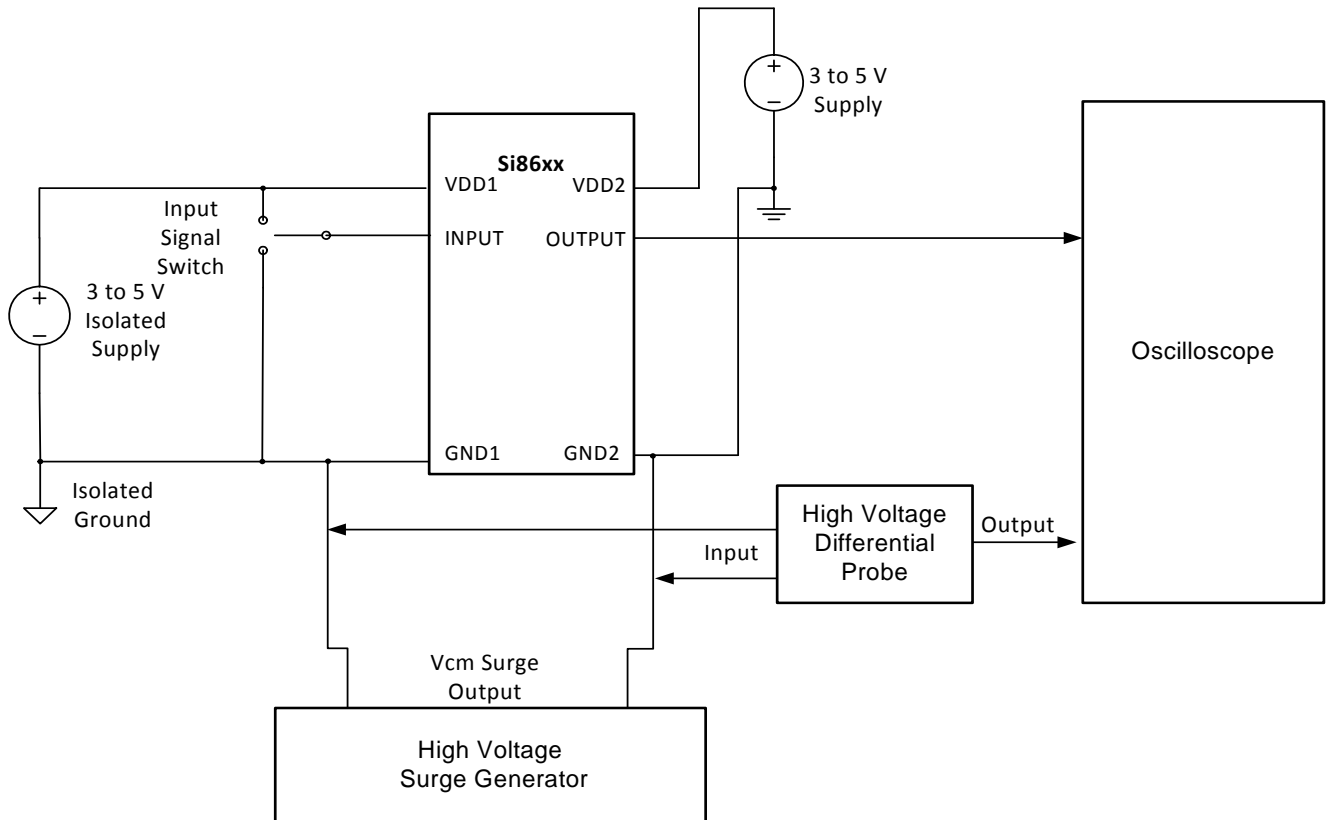 3 to 5 V
Supply
Si86xx
VDD1
VDD2
Input
Signal
Switch
INPUT
OUTPUT
3 to 5 V
Isolated
Supply
Oscilloscope
GND1
GND2
Isolated
Ground
High Voltage
Differential
Probe
Output
Input
Vcm Surge
Output
High Voltage
Surge Generator